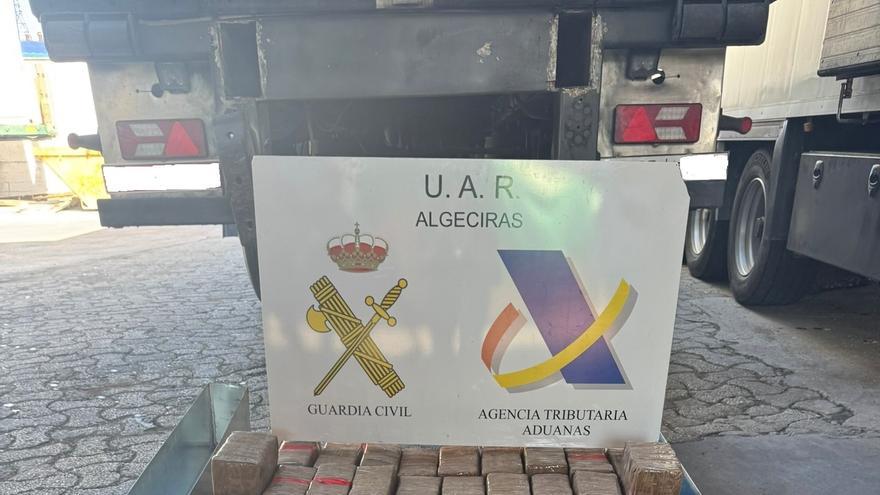 U. A. R.
ALGECIRAS
GUARDIA CIVIL
AGENCIA TRIBUTARIA
ADUANAS